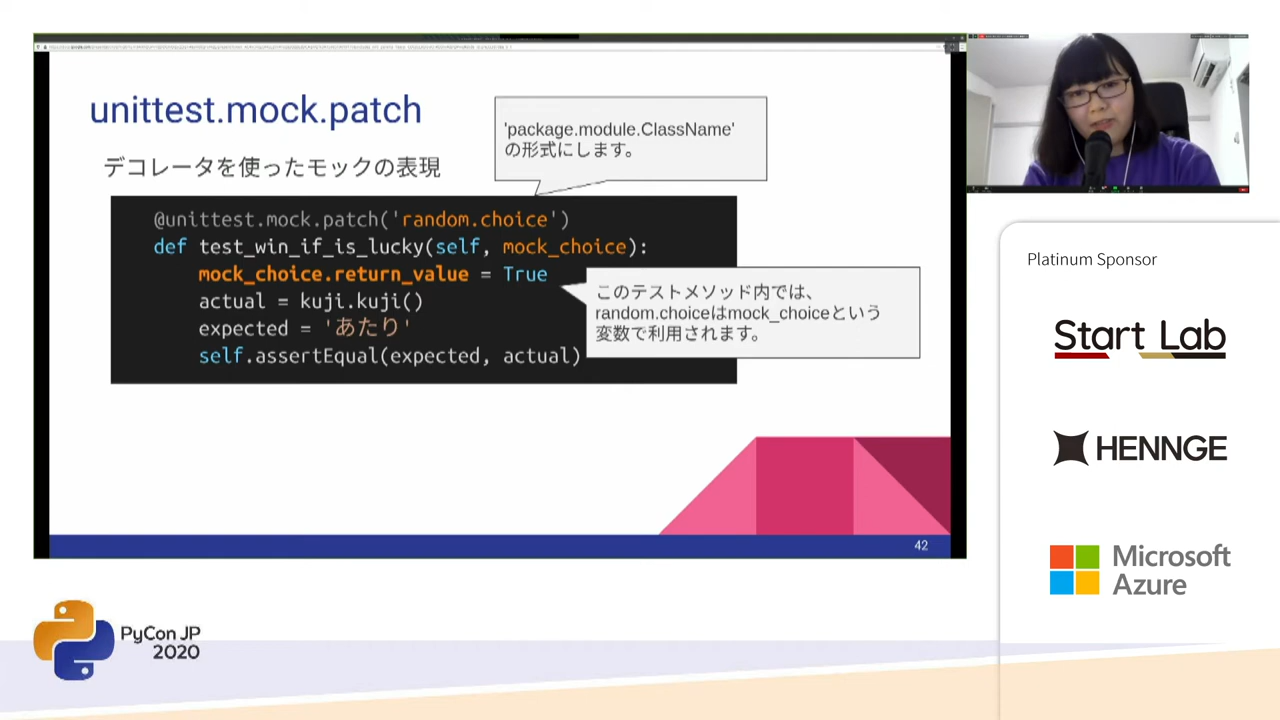 unittest.mock.patch
デコレータを使ったモックの表現
'package.module.ClassName'
の形式にします。
@unittest.mock.patch('random.choice')
def test_win_if_is_lucky(self, mock_choice):
mock_choice.return_value = True
actual = kuji.kuji()
expected = 'あたり'
self.assertEqual(expected, actual)
このテストメソッド内では、
random.choiceはmock_choiceという
変数で利用されます。
42
Platinum Sponsor
Start Lab
HENNGE
Microsoft
Azure
PyCon JP
2020